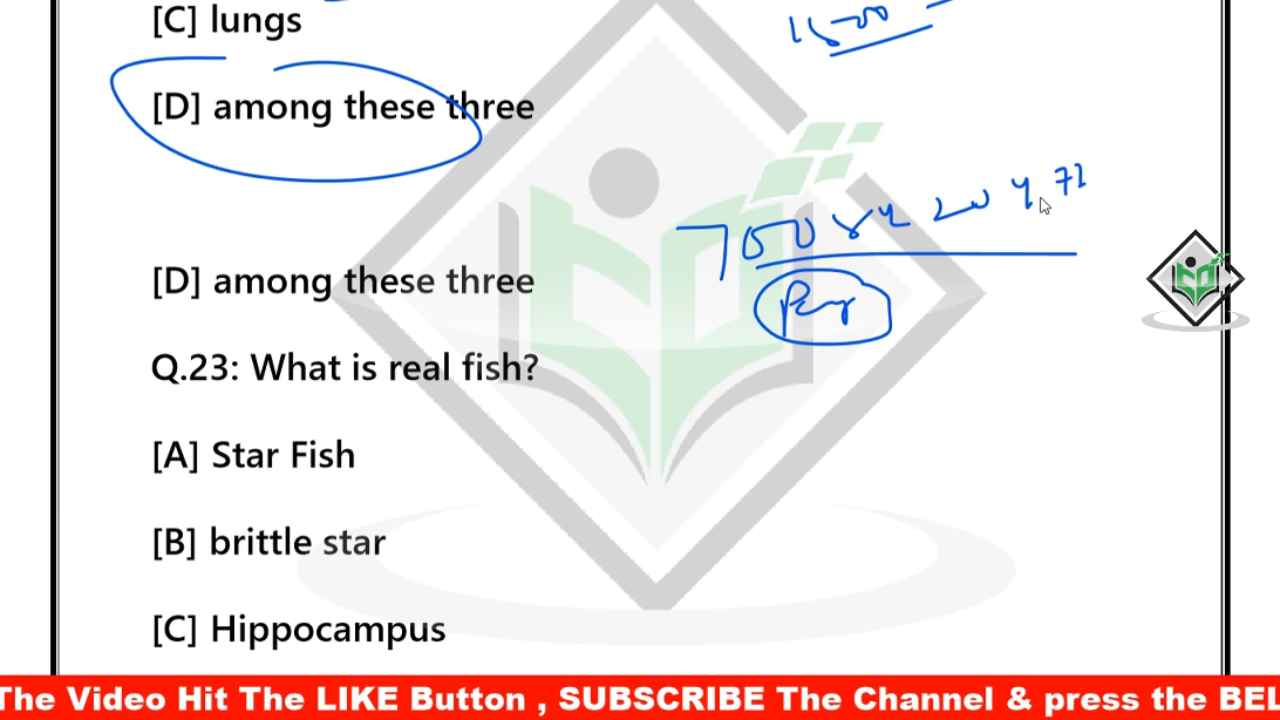 [C] lungs
1500
[D] among these three
[D] among these three
Q.23: What is real fish?
[A] Star Fish
[B] brittle star
[C] Hippocampus
The Video Hit The LIKE Button , SUBSCRIBE The Channel & press the BEL